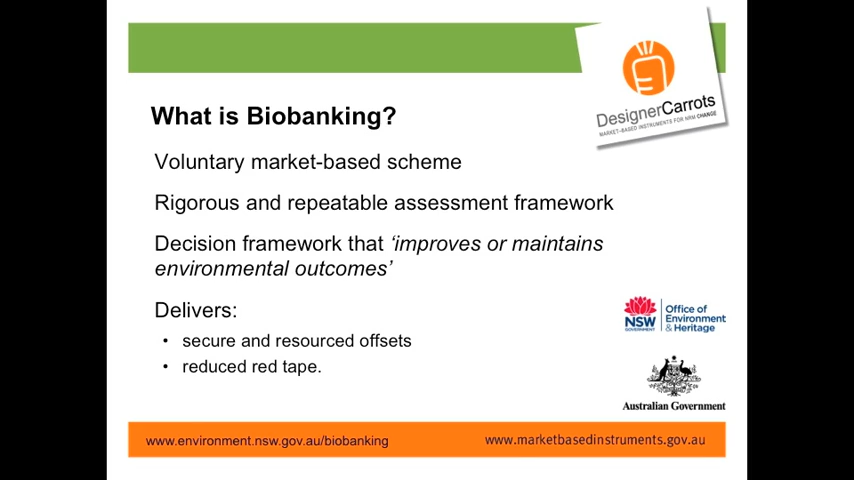 DesignerCarrots
MARKET-BASED INSTRUMENTS FOR NRM CHANGE
What is Biobanking?
Voluntary market-based scheme
Rigorous and repeatable assessment framework
Decision framework that ‘improves or maintains
environmental outcomes’
Delivers:
• secure and resourced offsets
• reduced red tape.
NSW
GOVERNMENT
Office of
Environment
& Heritage
Australian Government
www.environment.nsw.gov.au/biobanking
www.marketbasedinstruments.gov.au